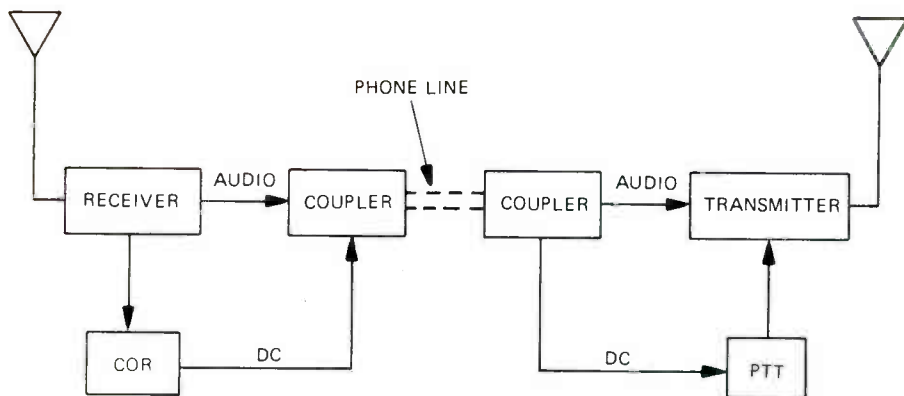 PHONE LINE
RECEIVER
AUDIO
COUPLER
COUPLER
AUDIO
TRANSMITTER
COR
DC
DC
PTT